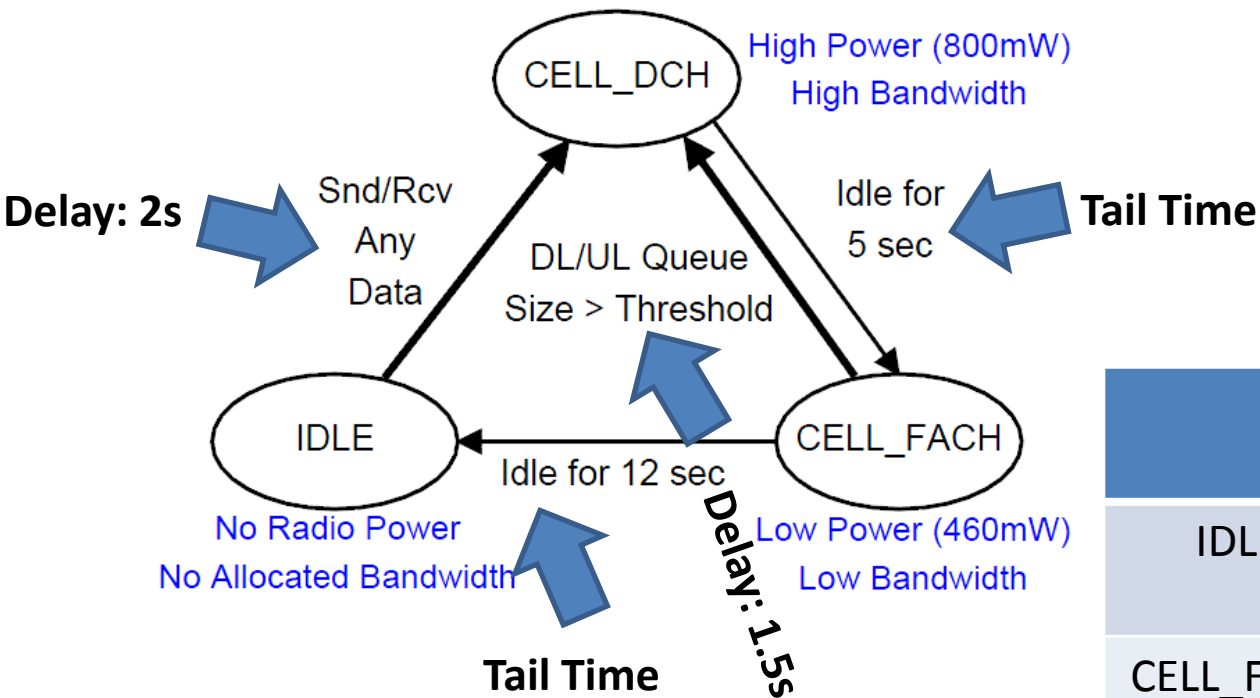 CELL_DCH
High Power (800mW)
High Bandwidth
Delay: 2s
Snd/Rcv
Any
Data
DL/UL Queue
Size > Threshold
Idle for
5 sec
Tail Time
IDLE
CELL_FACH
Idle for 12 sec
No Radio Power
No Allocated Bandwidth
Delay: 1.5s
Low Power (460mW)
Low Bandwidth
Tail Time
IDL
CELL_F